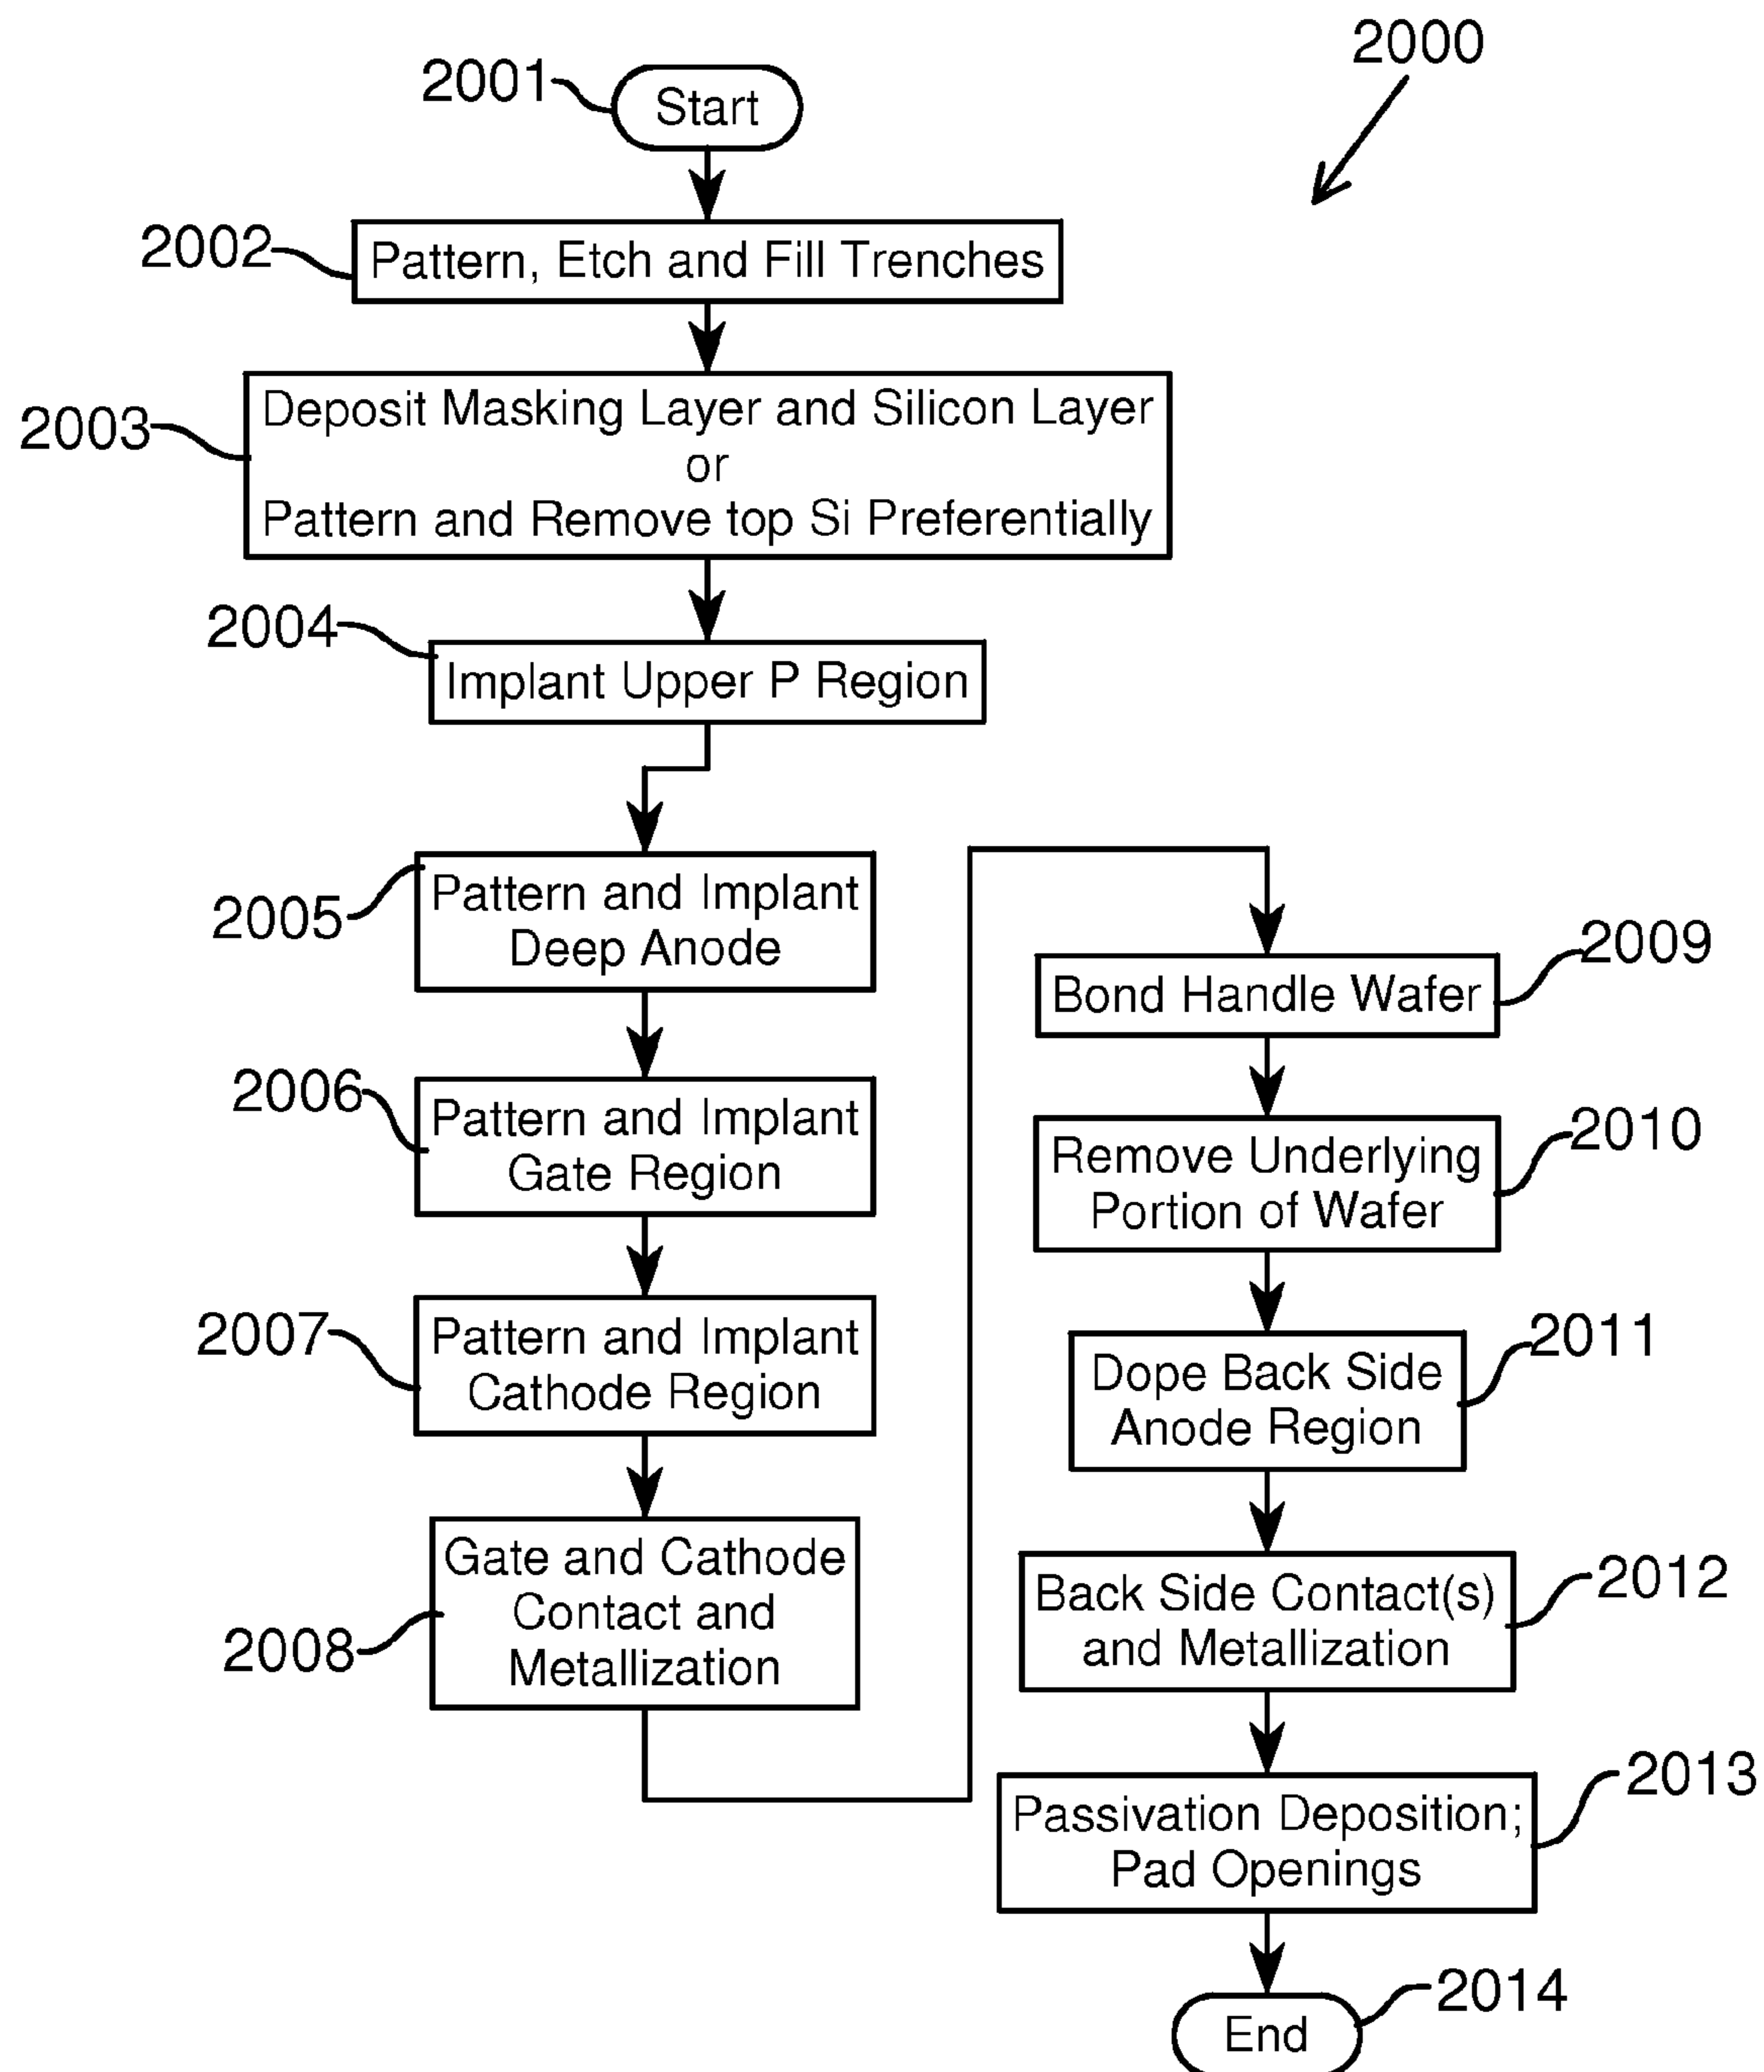 2000
2001
Start
2002
Pattern, Etch and Fill Trenches
2003
Deposit Masking Layer and Silicon Layer
or
Pattern and Remove top Si Preferentially
2004
Implant Upper P Region
2005
Pattern and Implant
Deep Anode
2006
Pattern and Implant
Gate Region
2007
Pattern and Implant
Cathode Region
2008
Gate and Cathode
Contact and
Metallization
2009
Bond Handle Wafer
2010
Remove Underlying
Portion of Wafer
2011
Dope Back Side
Anode Region
2012
Back Side Contact(s)
and Metallization
2013
Passivation Deposition;
Pad Openings
2014
End